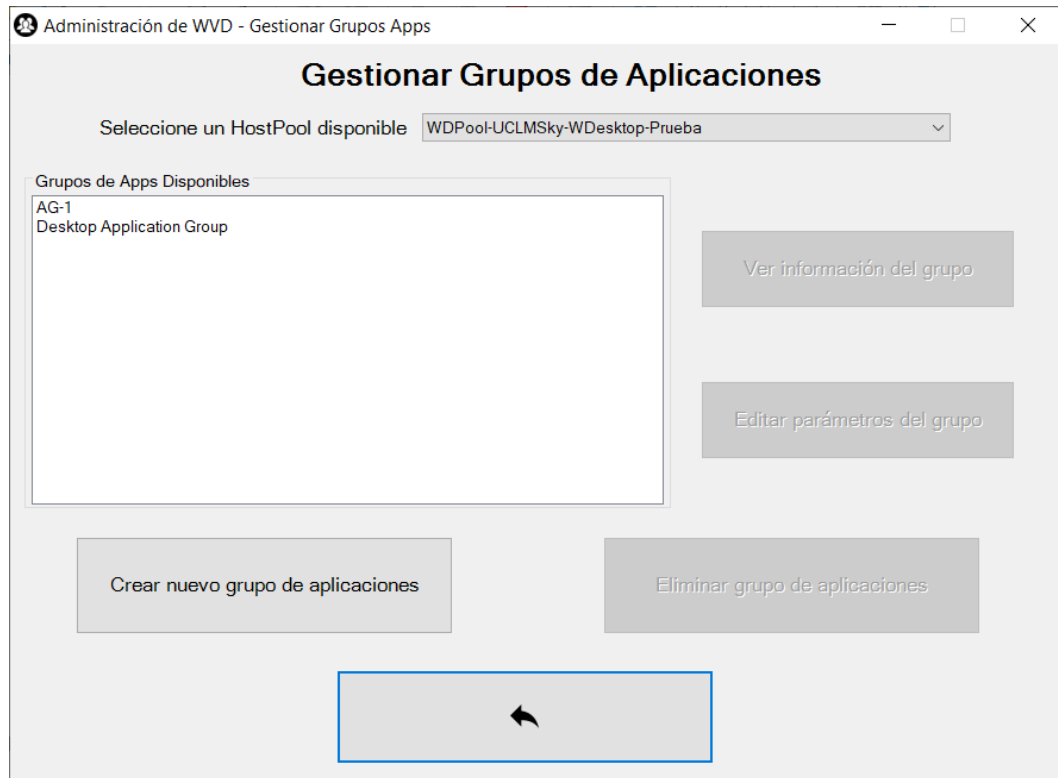 Administración de WVD - Gestionar Grupos Apps
Gestionar Grupos de Aplicaciones
Seleccione un HostPool disponible WDPool-UCLMSky-WDesktop-Prueba
Grupos de Apps Disponibles
AG-1
Desktop Application Group
Ver información del grupo
Editar parámetros del grupo
Crear nuevo grupo de aplicaciones
Eliminar grupo de aplicaciones